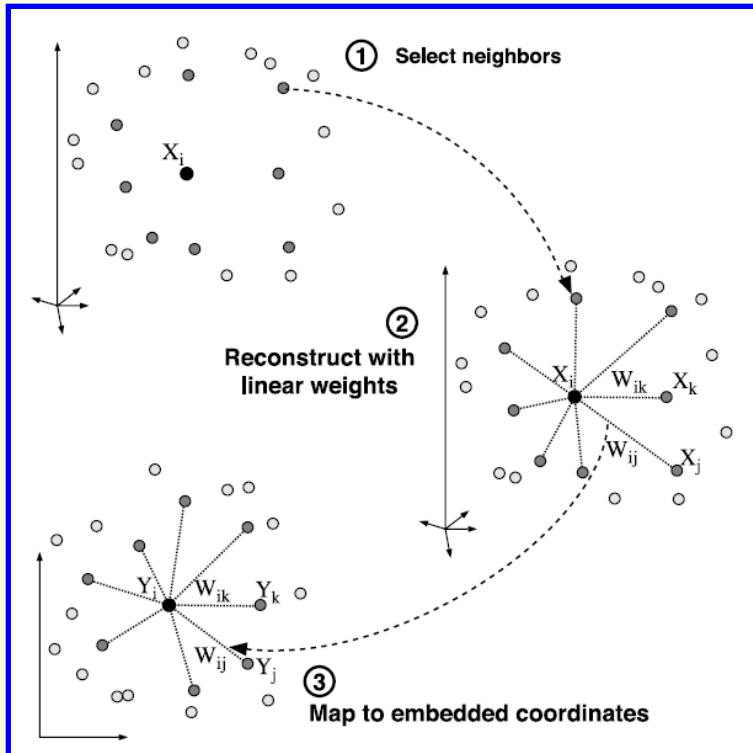 ① Select neighbors
X_i
②
Reconstruct with
linear weights
X_i
W_ik
X_k
W_ij
X_j
Y_i
W_ik
Y_k
W_ij
Y_j
③
Map to embedded coordinates